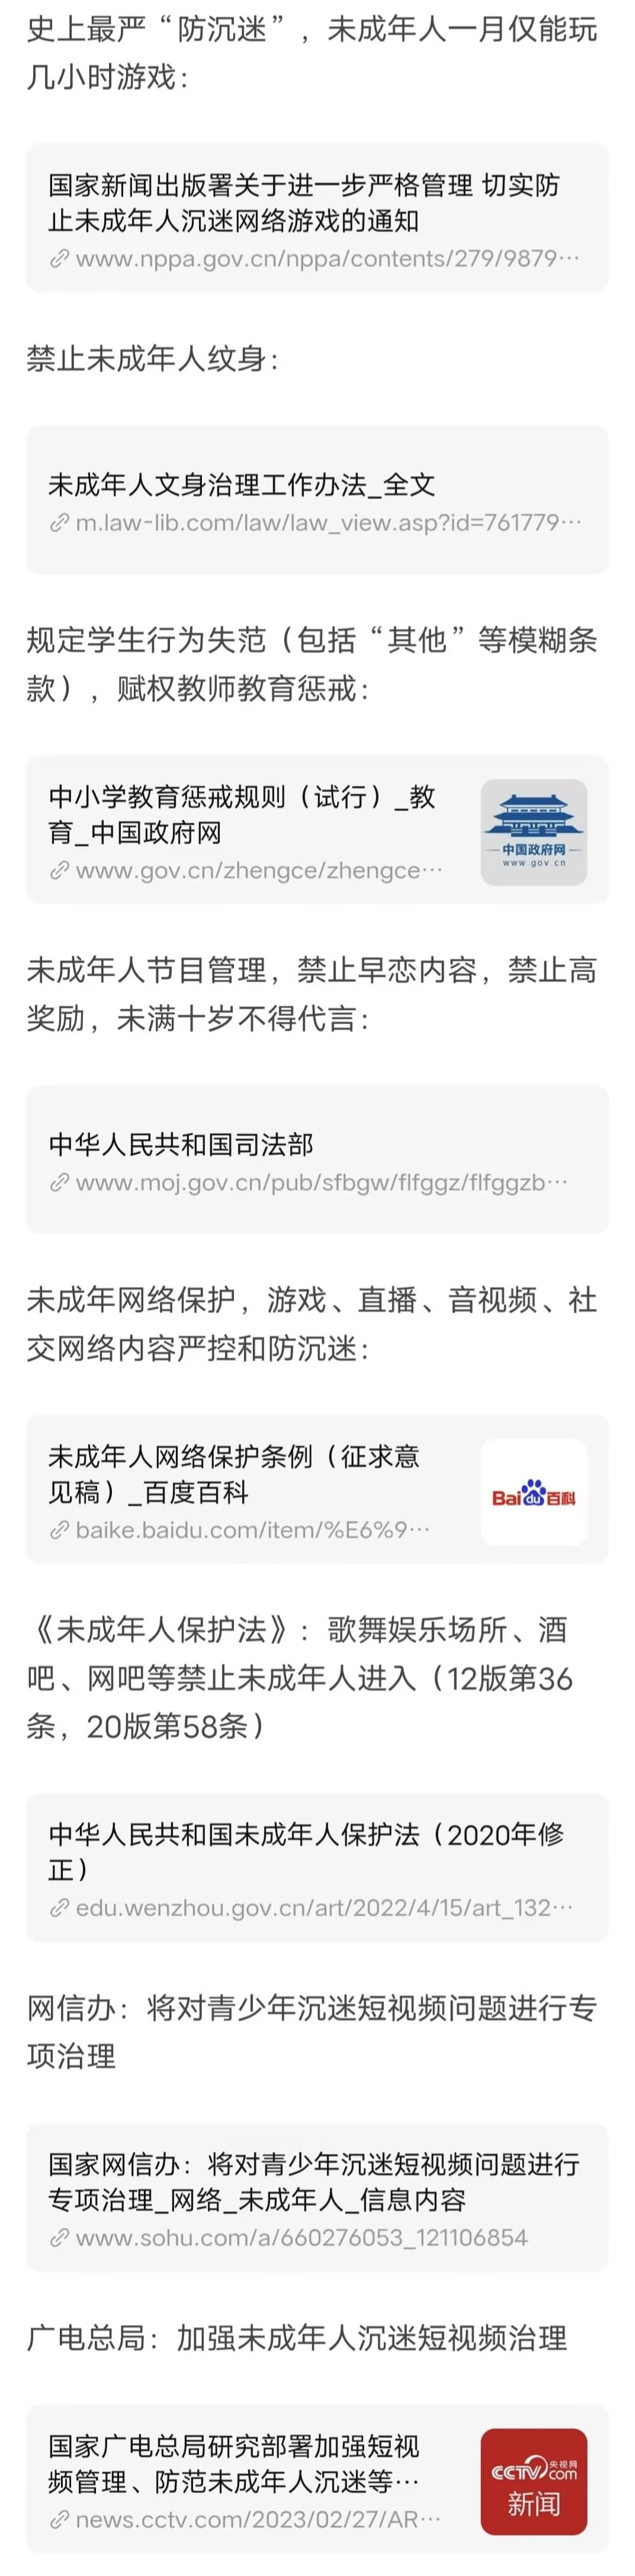 史上最严“防沉迷”，未成年人一月仅能玩
几小时游戏：
国家新闻出版署关于进一步严格管理 切实防
止未成年人沉迷网络游戏的通知
www.nppa.gov.cn/nppa/contents/279/9879···
禁止未成年人纹身：
未成年人文身治理工作办法_全文
m.law-lib.com/law/law_view.asp?id=761779···
规定学生行为失范（包括“其他”等模糊条
款），赋权教师教育惩戒：
中小学教育惩戒规则（试行）_教
育_中国政府网
www.gov.cn/zhengce/zhengce···
中国政府网
www.gov.cn
未成年人节目管理，禁止早恋内容，禁止高
奖励，未满十岁不得代言：
中华人民共和国司法部
www.moj.gov.cn/pub/sfbgw/flfggz/flfggzb···
未成年网络保护，游戏、直播、音视频、社
交网络内容严控和防沉迷：
未成年人网络保护条例（征求意
见稿）_百度百科
baike.baidu.com/item/%E6%9···
Bai du 百科
《未成年人保护法》：歌舞娱乐场所、酒
吧、网吧等禁止未成年人进入（12版第36
条，20版第58条）
中华人民共和国未成年人保护法（2020年修
正）
edu.wenzhou.gov.cn/art/2022/4/15/art_132···
网信办：将对青少年沉迷短视频问题进行专
项治理
国家网信办：将对青少年沉迷短视频问题进行
专项治理_网络_未成年人_信息内容
www.sohu.com/a/660276053_121106854
广电总局：加强未成年人沉迷短视频治理
国家广电总局研究部署加强短视
频管理、防范未成年人沉迷等···
news.cctv.com/2023/02/27/AR···
CCTV 央视网 com
新闻